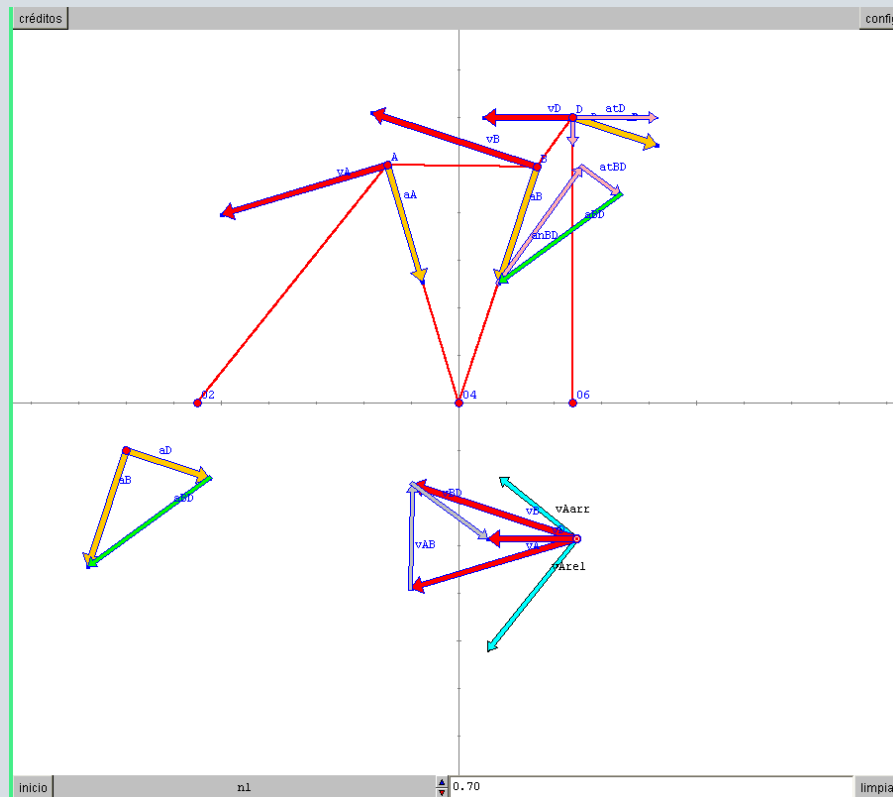 créditos
config
vD
D
atD
vB
A
B
vA
aA
atBD
aB
aBD
anBD
O2
O4
O6
aD
aB
aBD
vBD
vAarr
vB
vAB
vA
vArel
inicio
n1
0.70
limpia